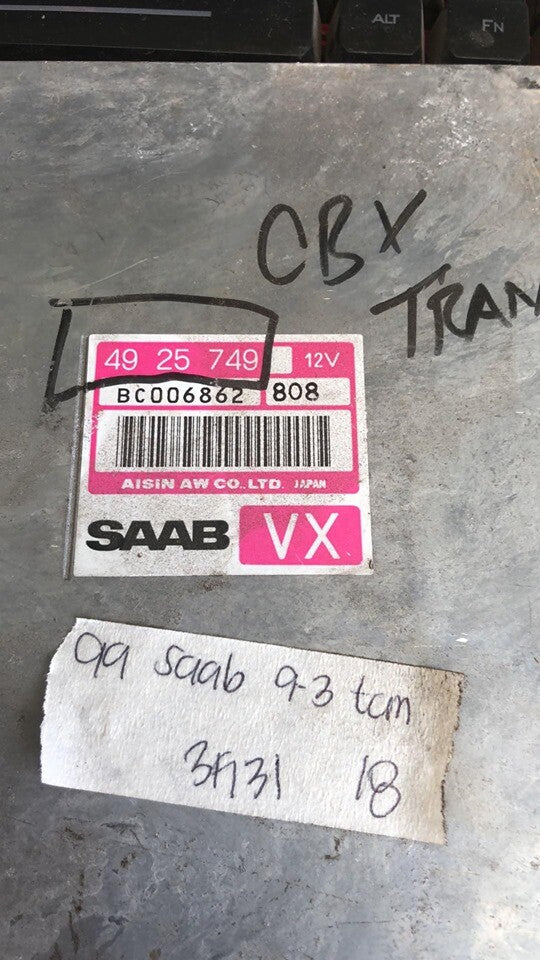 ALT
FN
CBX
TRAN
49 25 749 12V
BC006862 808
AISIN AW CO.,LTD. JAPAN
SAAB VX
99 Saab 9-3 tcm
18